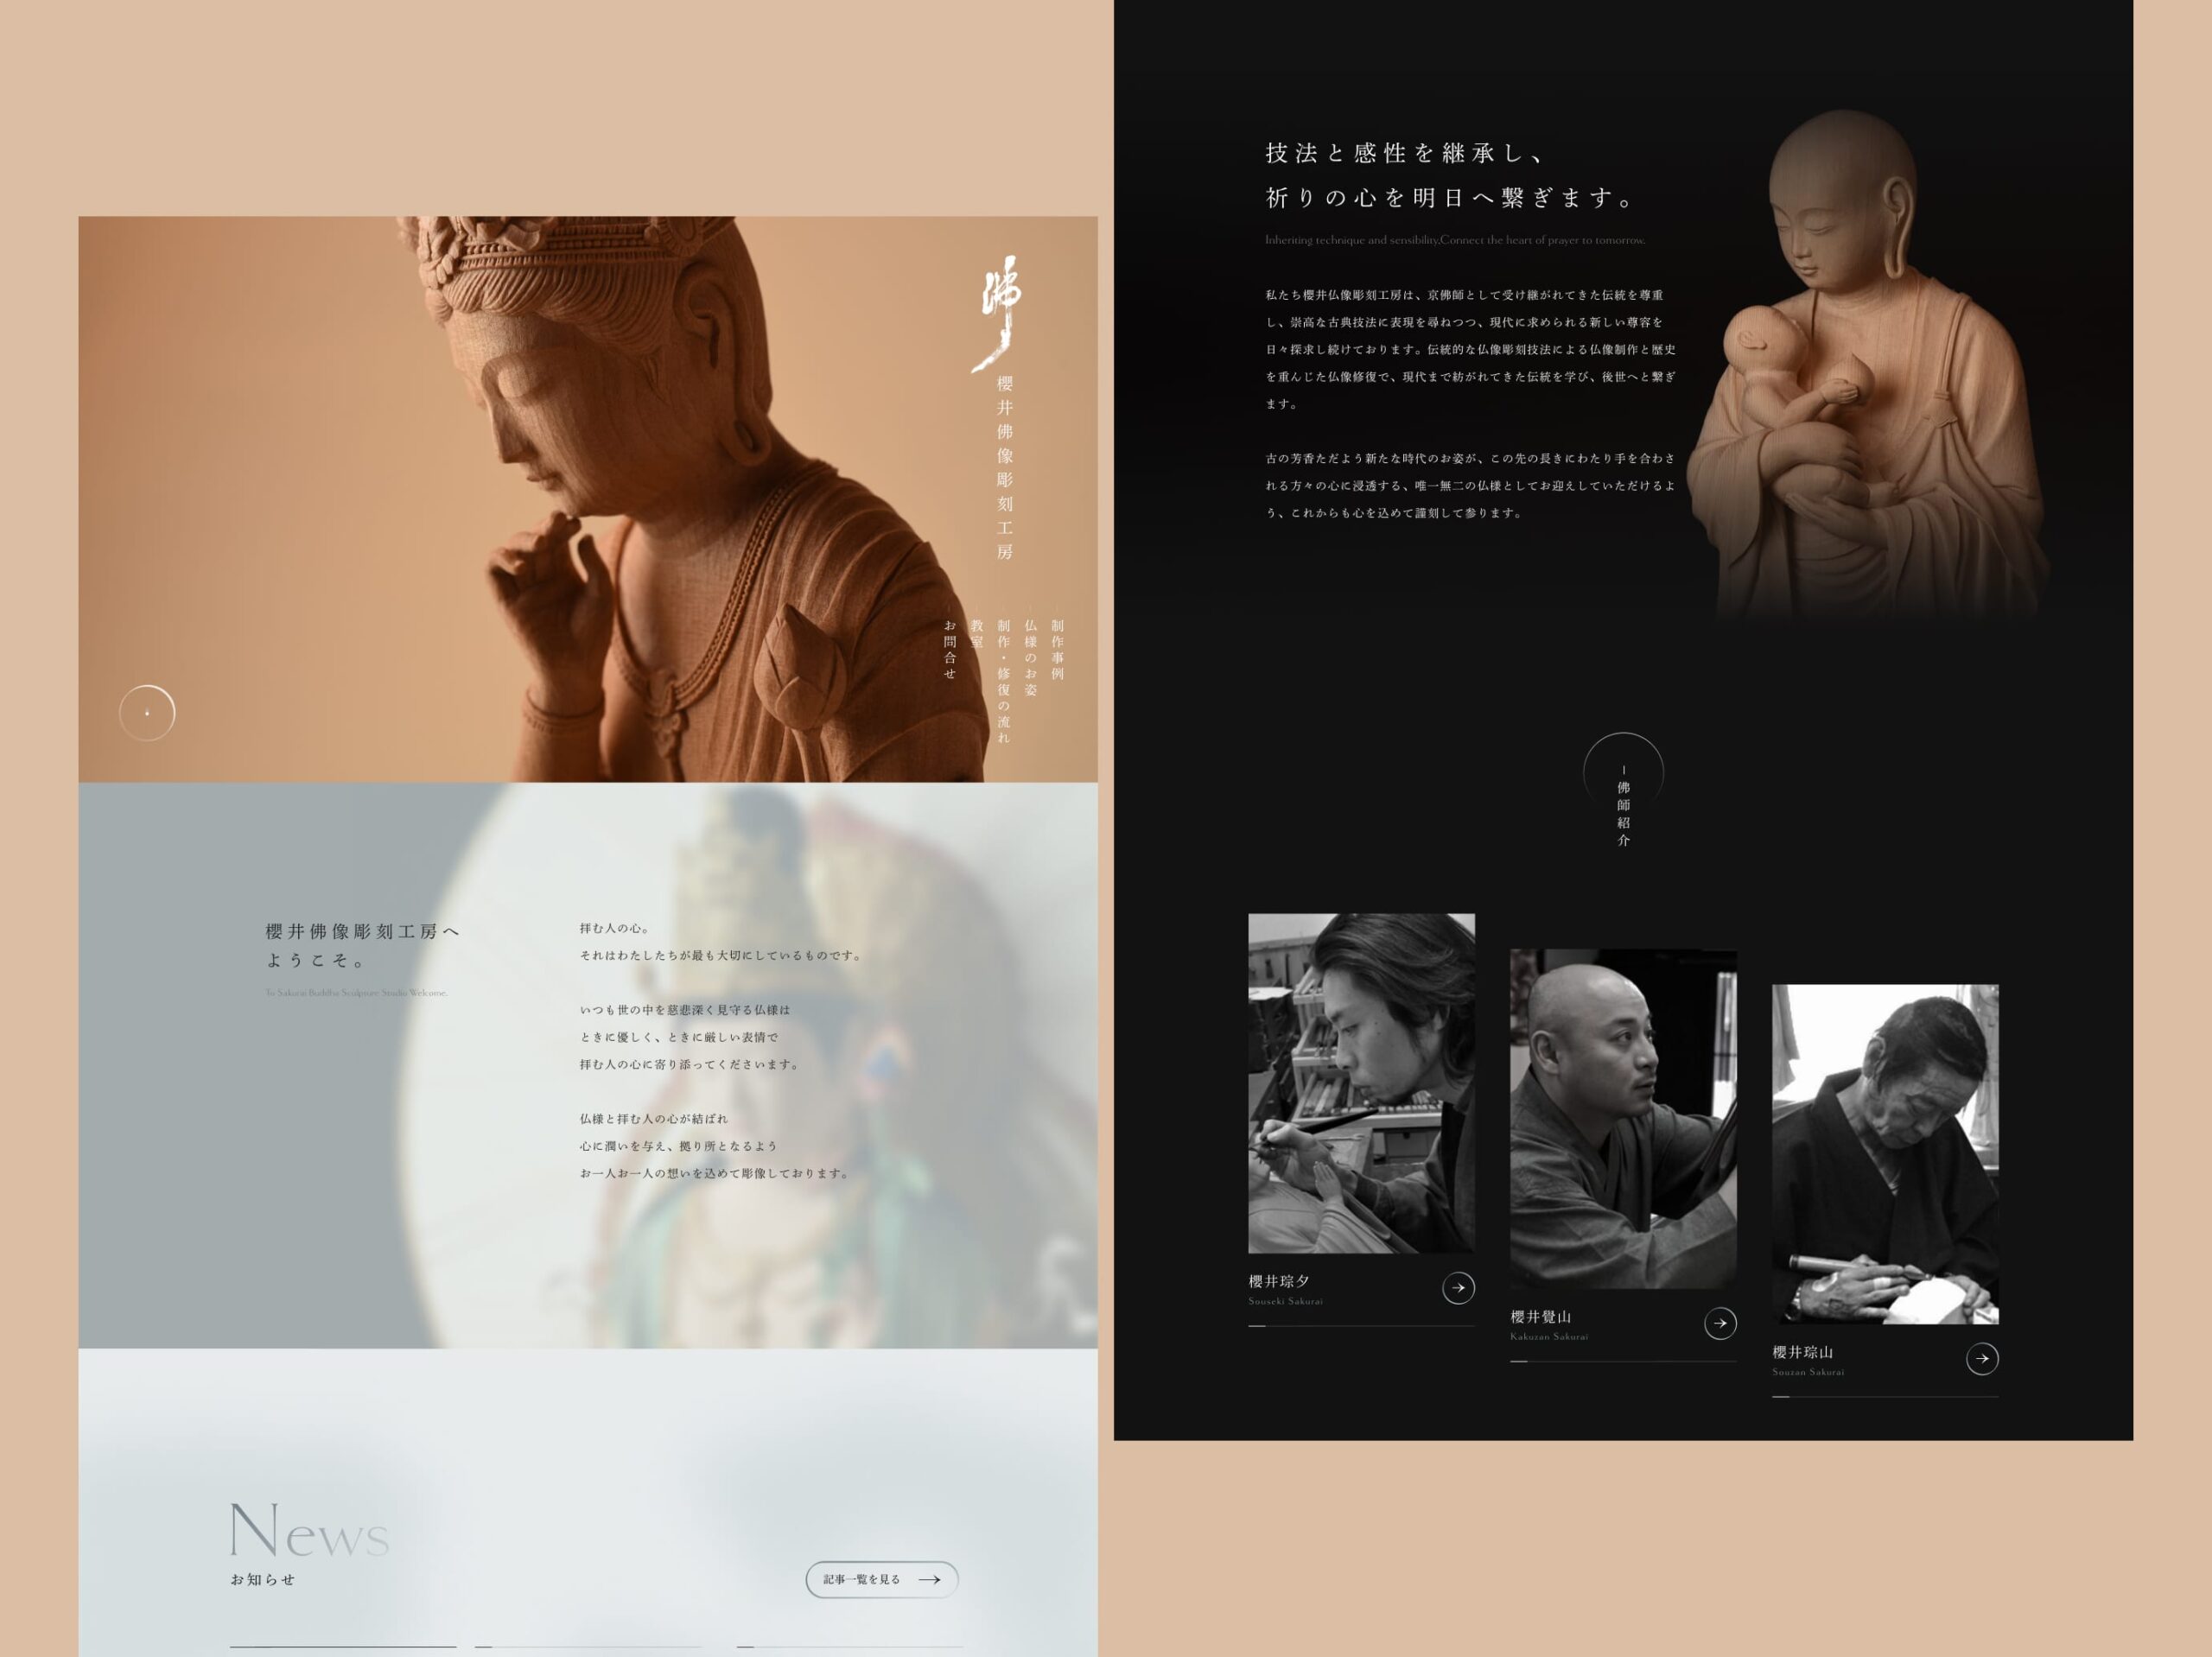 佛
櫻井佛像彫刻工房
制作事例
仏様のお姿
制作・修復の流れ
教室
お問合せ
櫻井佛像彫刻工房へ
ようこそ。
To Sakurai Buddha Sculpture Studio Welcome.
拝む人の心。
それはわたしたちが最も大切にしているものです。
いつも世の中を慈悲深く見守る仏様は
ときに優しく、ときに厳しい表情で
拝む人の心に寄り添ってくださいます。
仏様と拝む人の心が結ばれ
心に潤いを与え、拠り所となるよう
お一人お一人の想いを込めて彫像しております。
News
お知らせ
記事一覧を見る
技法と感性を継承し、
祈りの心を明日へ繋ぎます。
Inheriting technique and sensibility,Connect the heart of prayer to tomorrow.
私たち櫻井仏像彫刻工房は、京佛師として受け継がれてきた伝統を尊重
し、崇高な古典技法に表現を尋ねつつ、現代に求められる新しい尊容を
日々探求し続けております。伝統的な仏像彫刻技法による仏像制作と歴史
を重んじた仏像修復で、現代まで紡がれてきた伝統を学び、後世へと繋ぎ
ます。
古の芳香ただよう新たな時代のお姿が、この先の長きにわたり手を合わさ
れる方々の心に浸透する、唯一無二の仏様としてお迎えしていただけるよ
う、これからも心を込めて謹刻して参ります。
佛師紹介
櫻井琮夕
Souseki Sakurai
櫻井覺山
Kakuzan Sakurai
櫻井琮山
Souzan Sakurai